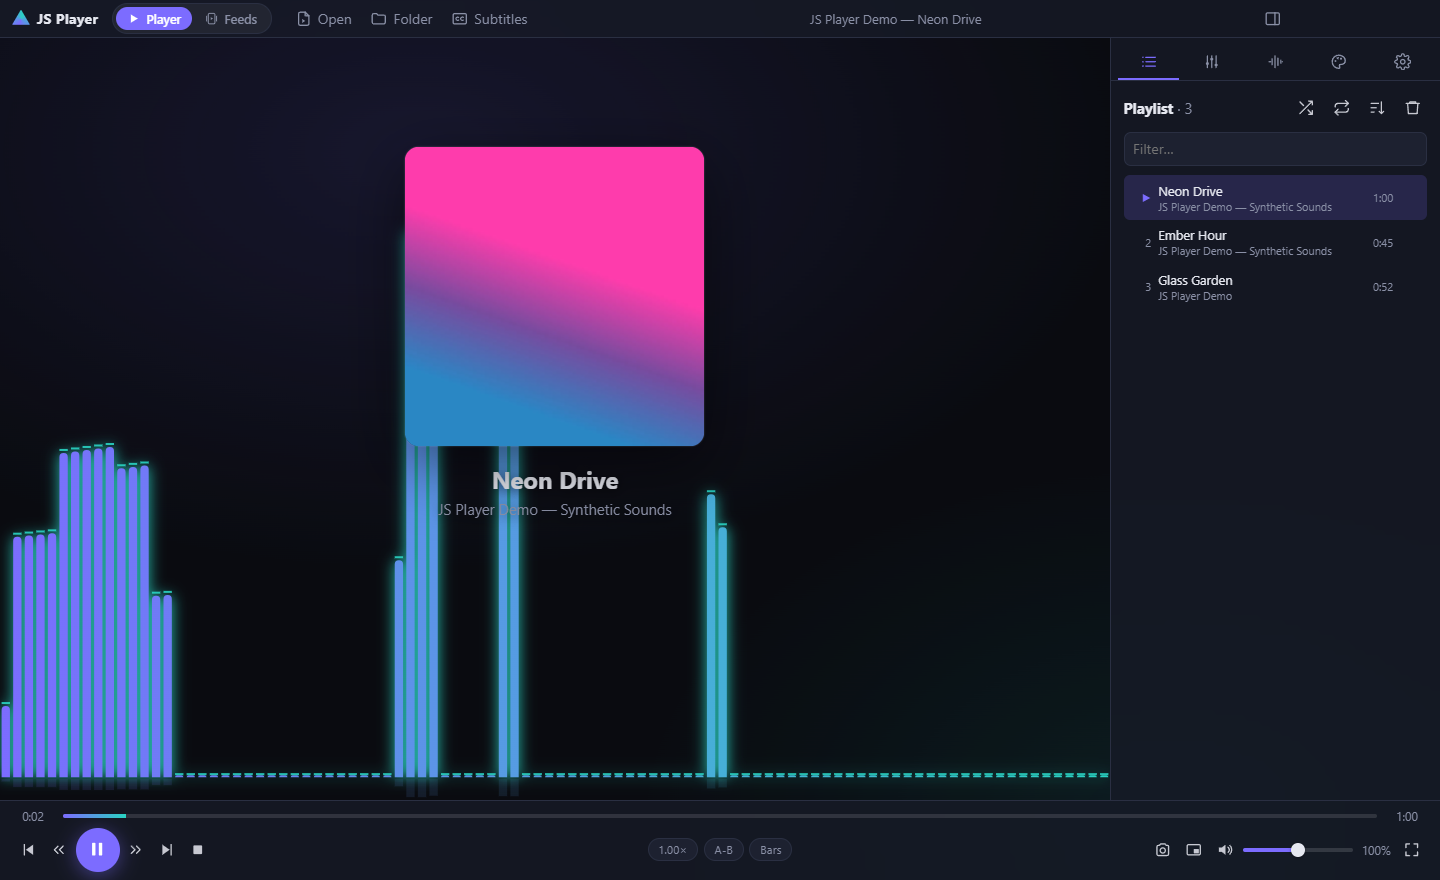 JS Player
Player
Feeds
Open
Folder
Subtitles
JS Player Demo — Neon Drive
Playlist · 3
Filter...
Neon Drive
JS Player Demo — Synthetic Sounds
1:00
2
Ember Hour
JS Player Demo — Synthetic Sounds
0:45
3
Glass Garden
JS Player Demo
0:52
Neon Drive
JS Player Demo — Synthetic Sounds
0:02
1:00
1.00×
A-B
Bars
100%